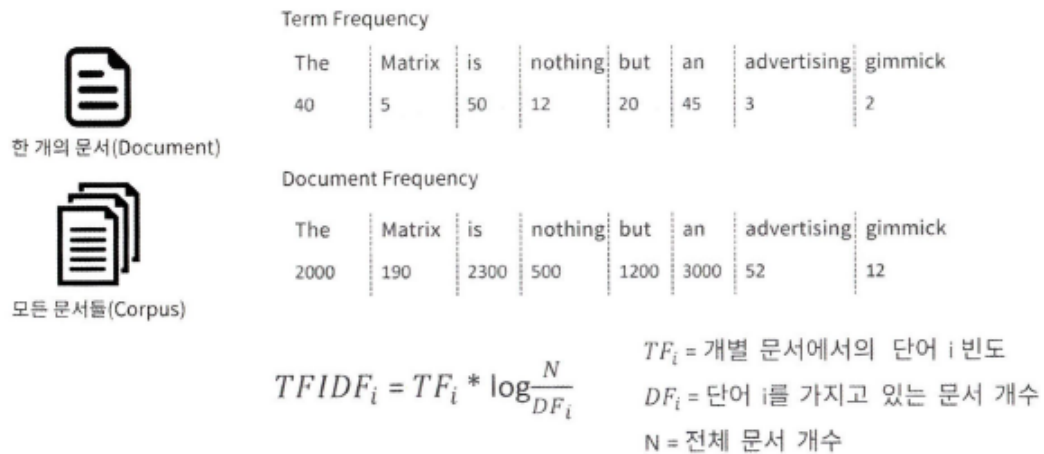 Term Frequency
The Matrix is nothing but an advertising gimmick
40 5 50 12 20 45 3 2
한 개의 문서(Document)
Document Frequency
The Matrix is nothing but an advertising gimmick
2000 190 2300 500 1200 3000 52 12
모든 문서들(Corpus)
TFIDF_i = TF_i * log N/DF_i
TF_i = 개별 문서에서의 단어 i 빈도
DF_i = 단어 i를 가지고 있는 문서 개수
N = 전체 문서 개수